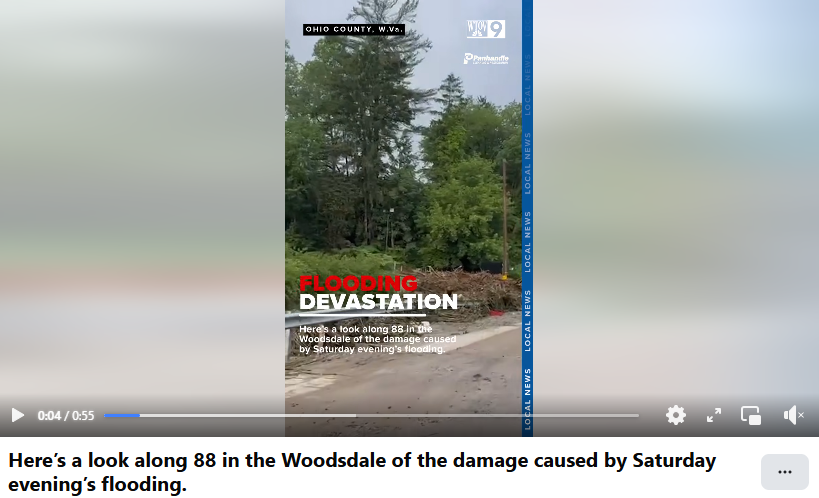 OHIO COUNTY, W.Va.
WTOV 9
Panhandle
LOCAL NEWS
LOCAL NEWS
LOCAL NEWS
LOCAL NEWS
LOCAL NEWS
FLOODING
DEVASTATION
Here's a look along 88 in the
Woodsdale of the damage caused
by Saturday evening's flooding.
0:04 / 0:55
Here's a look along 88 in the Woodsdale of the damage caused by Saturday
evening's flooding.